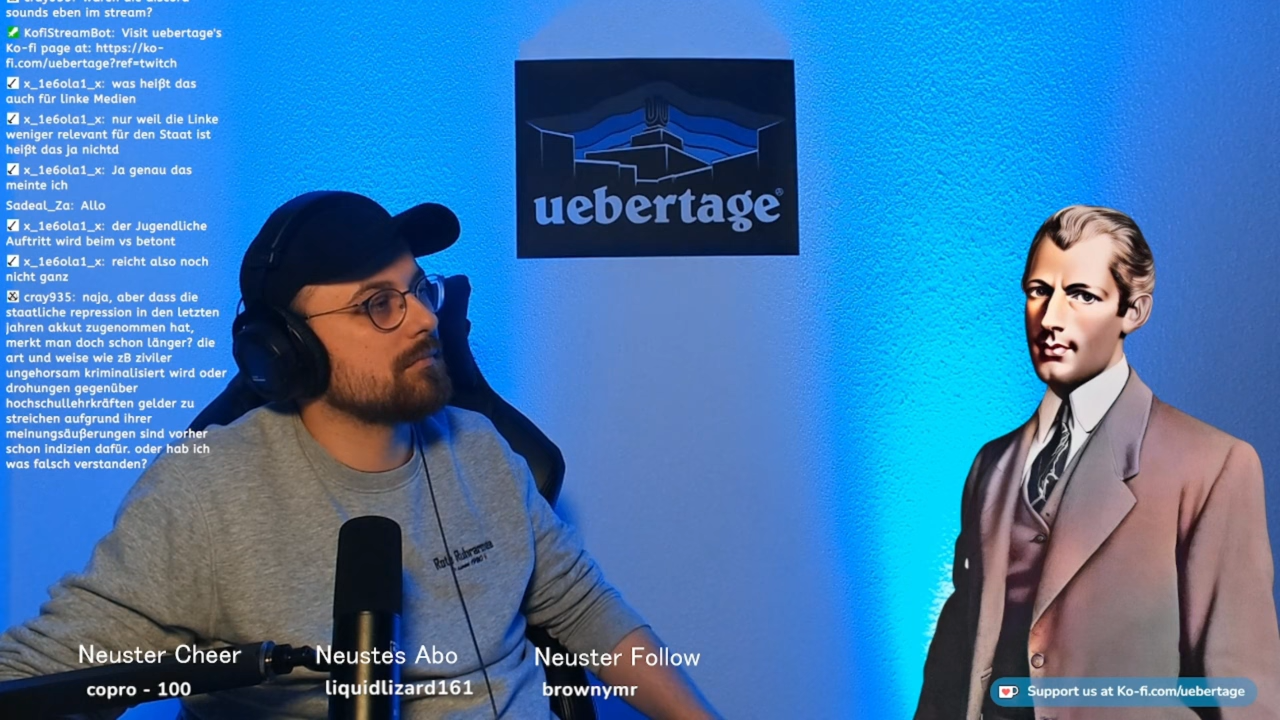 sounds eben im stream?
KofiStreamBot: Visit uebertage's
Ko-fi page at: https://ko-
fi.com/uebertage?ref=twitch
x_1e6ola1_x: was heißt das
auch für linke Medien
x_1e6ola1_x: nur weil die Linke
weniger relevant für den Staat ist
heißt das ja nichtd
x_1e6ola1_x: Ja genau das
meinte ich
Sadeal_Za: Allo
x_1e6ola1_x: der Jugendliche
Auftritt wird beim vs betont
x_1e6ola1_x: reicht also noch
nicht ganz
cray935: naja, aber dass die
staatliche repression in den letzten
jahren akkut zugenommen hat,
merkt man doch schon länger? die
art und weise wie zB ziviler
ungehorsam kriminalisiert wird oder
drohungen gegenüber
hochschullehrkräften gelder zu
streichen aufgrund ihrer
meinungsäußerungen sind vorher
schon indizien dafür. oder hab ich
was falsch verstanden?
uebertage®
Neuster Cheer
copro - 100
Neustes Abo
liquidlizard161
Neuster Follow
brownymr
Support us at Ko-fi.com/uebertage